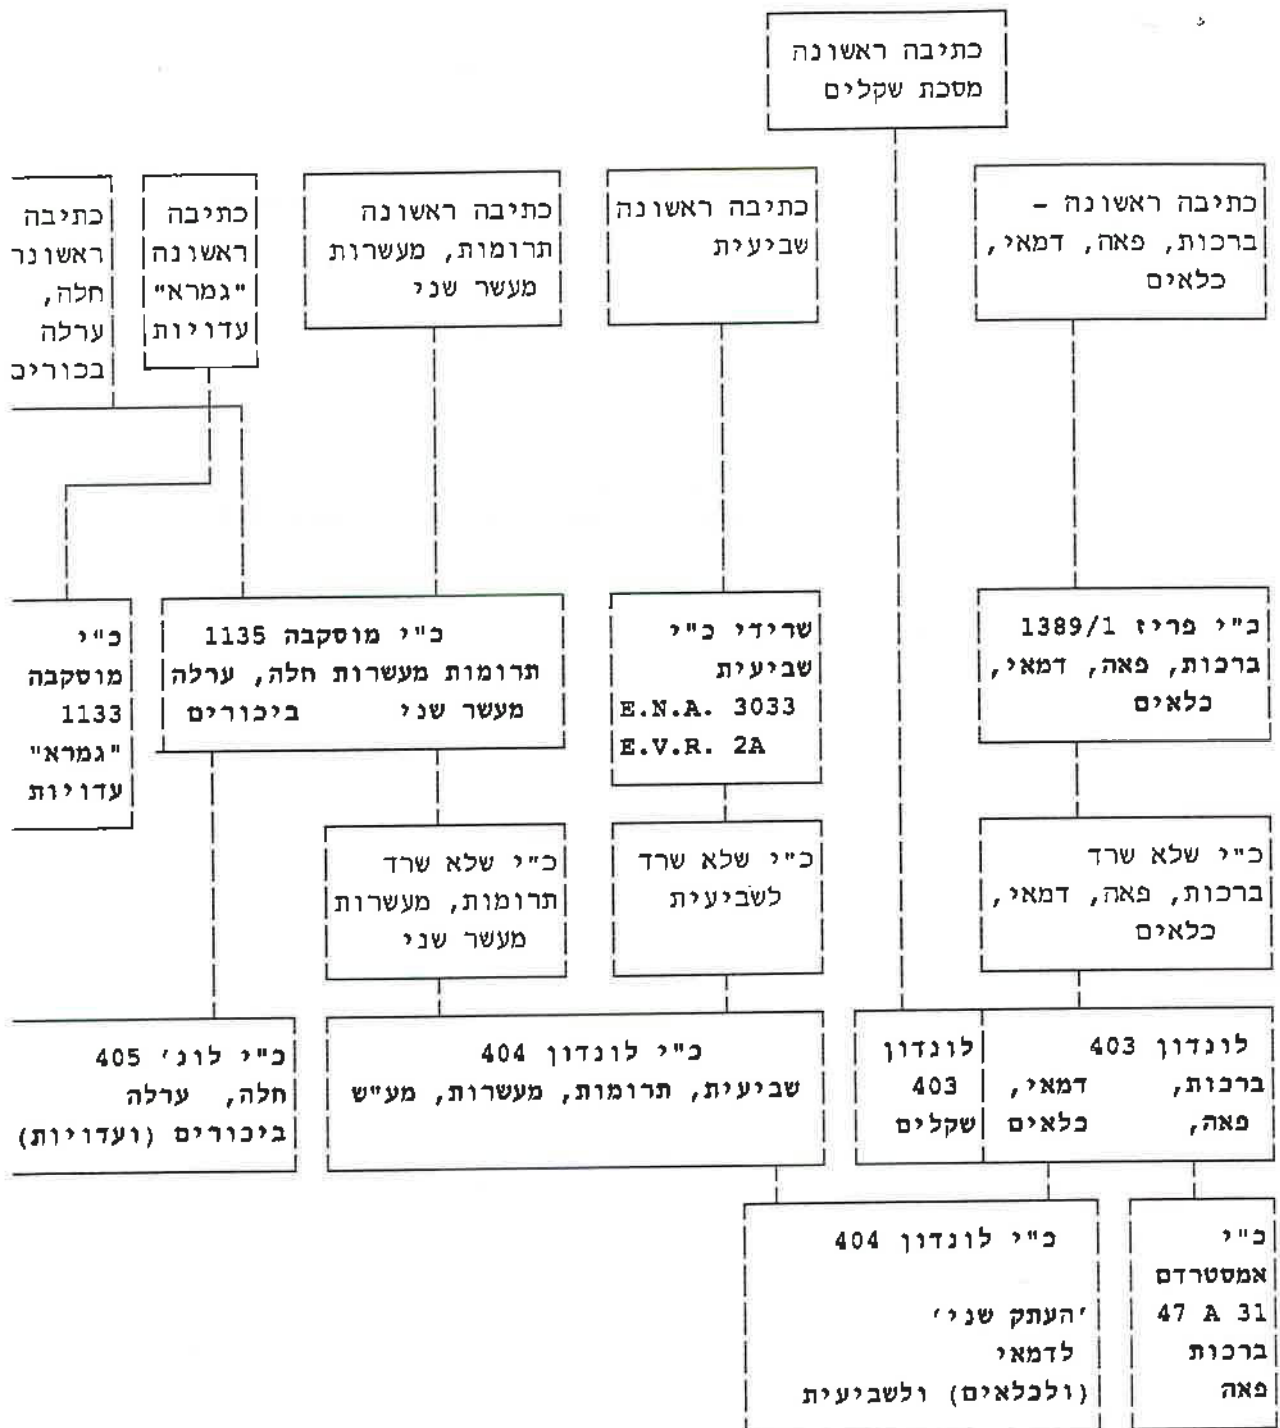 כתיבה ראשונה
מסכת שקלים
כתיבה ראשונה -
ברכות, פאה, דמאי,
כלאים
כתיבה ראשונה
שביעית
כתיבה ראשונה
תרומות, מעשרות
מעשר שני
כתיבה
ראשונה
"גמרא"
עדויות
כתיבה
ראשונר
חלה,
ערלה
בכורים
כ"י פריז 1389/1
ברכות, פאה, דמאי,
כלאים
שרידי כ"י
שביעית
E.N.A. 3033
E.V.R. 2A
כ"י מוסקבה 1135
תרומות מעשרות חלה, ערלה
מעשר שני ביכורים
כ"י
מוסקבה
1133
"גמרא"
עדויות
כ"י שלא שרד
ברכות, פאה, דמאי,
כלאים
כ"י שלא שרד
לשביעית
כ"י שלא שרד
תרומות, מעשרות
מעשר שני
לונדון 403
ברכות, דמאי,
פאה, כלאים
לונדון
403
שקלים
כ"י לונדון 404
שביעית, תרומות, מעשרות, מע"ש
כ"י לונ' 405
חלה, ערלה
ביכורים (ועדויות)
כ"י
אמסטרדם
47 A 31
ברכות
פאה
כ"י לונדון 404
'העתק שני'
לדמאי
(ולכלאים) ולשביעית